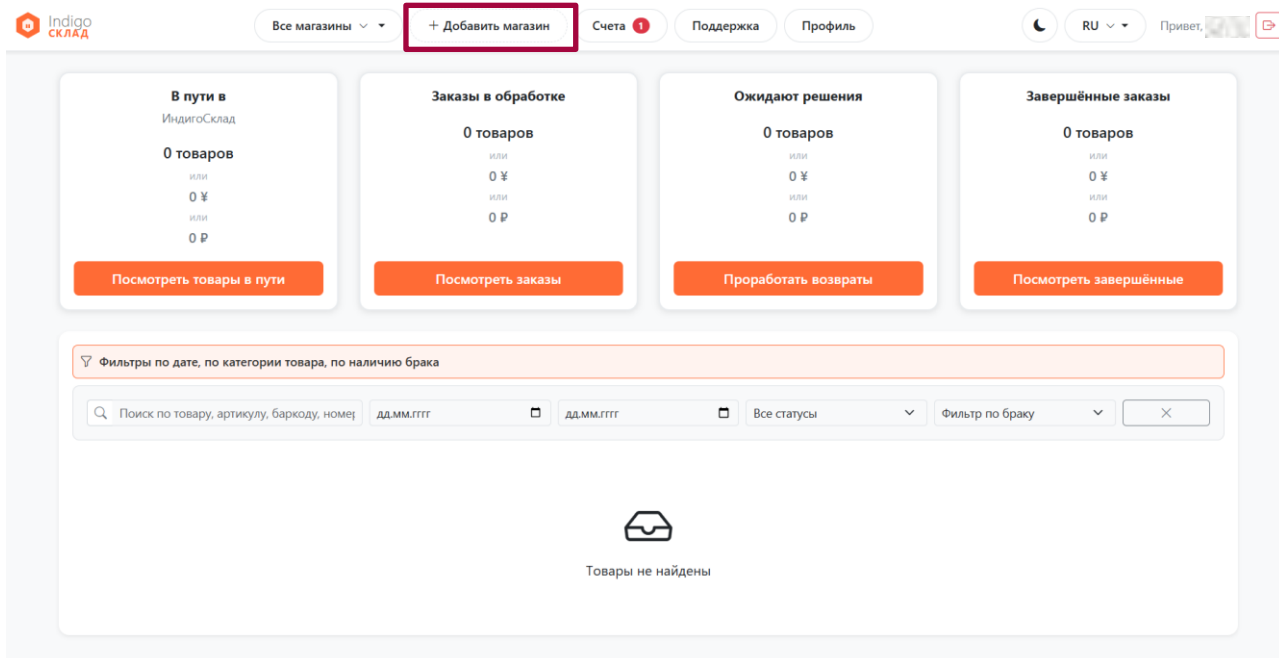 Indigo
СКЛАД
Все магазины
+ Добавить магазин
Счета 1
Поддержка
Профиль
RU
Привет,
В пути в
ИндигоСклад
0 товаров
или
0 ¥
или
0 ₽
Посмотреть товары в пути
Заказы в обработке
0 товаров
или
0 ¥
или
0 ₽
Посмотреть заказы
Ожидают решения
0 товаров
или
0 ¥
или
0 ₽
Проработать возвраты
Завершённые заказы
0 товаров
или
0 ¥
или
0 ₽
Посмотреть завершённые
Фильтры по дате, по категории товара, по наличию брака
Поиск по товару, артикулу, баркоду, номер
дд.мм.гггг
дд.мм.гггг
Все статусы
Фильтр по браку
Товары не найдены